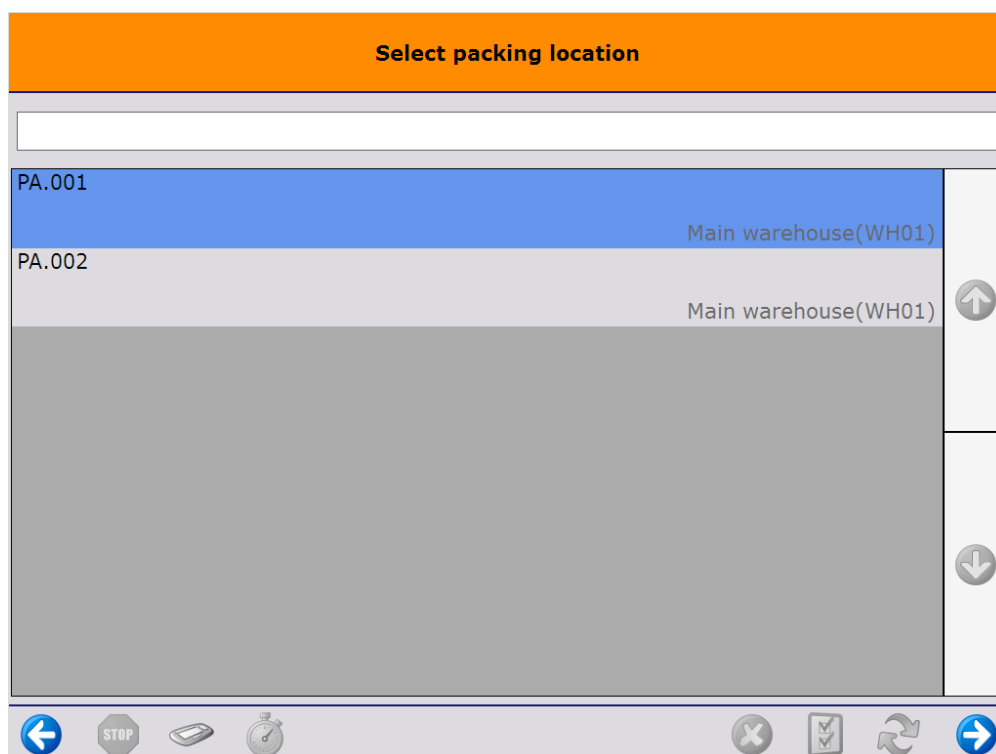 Select packing location
PA.001
Main warehouse(WH01)
PA.002
Main warehouse(WH01)
STOP